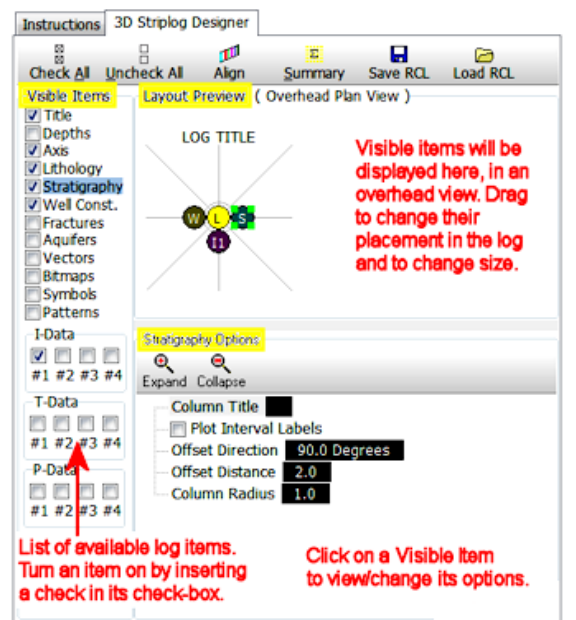 Instructions 3D Striplog Designer
Check All Uncheck All Align Summary Save RCL Load RCL
Visible Items
Title
Depths
Axis
Lithology
Stratigraphy
Well Const.
Fractures
Aquifers
Vectors
Bitmaps
Symbols
Patterns
I-Data
#1 #2 #3 #4
T-Data
#1 #2 #3 #4
P-Data
#1 #2 #3 #4
List of available log items.
Turn an item on by inserting
a check in its check-box.
Layout Preview ( Overhead Plan View )
LOG TITLE
W L S
I1
Visible items will be
displayed here, in an
overhead view. Drag
to change their
placement in the log
and to change size.
Stratigraphy Options
Expand Collapse
Column Title
Plot Interval Labels
Offset Direction 90.0 Degrees
Offset Distance 2.0
Column Radius 1.0
Click on a Visible Item
to view/change its options.